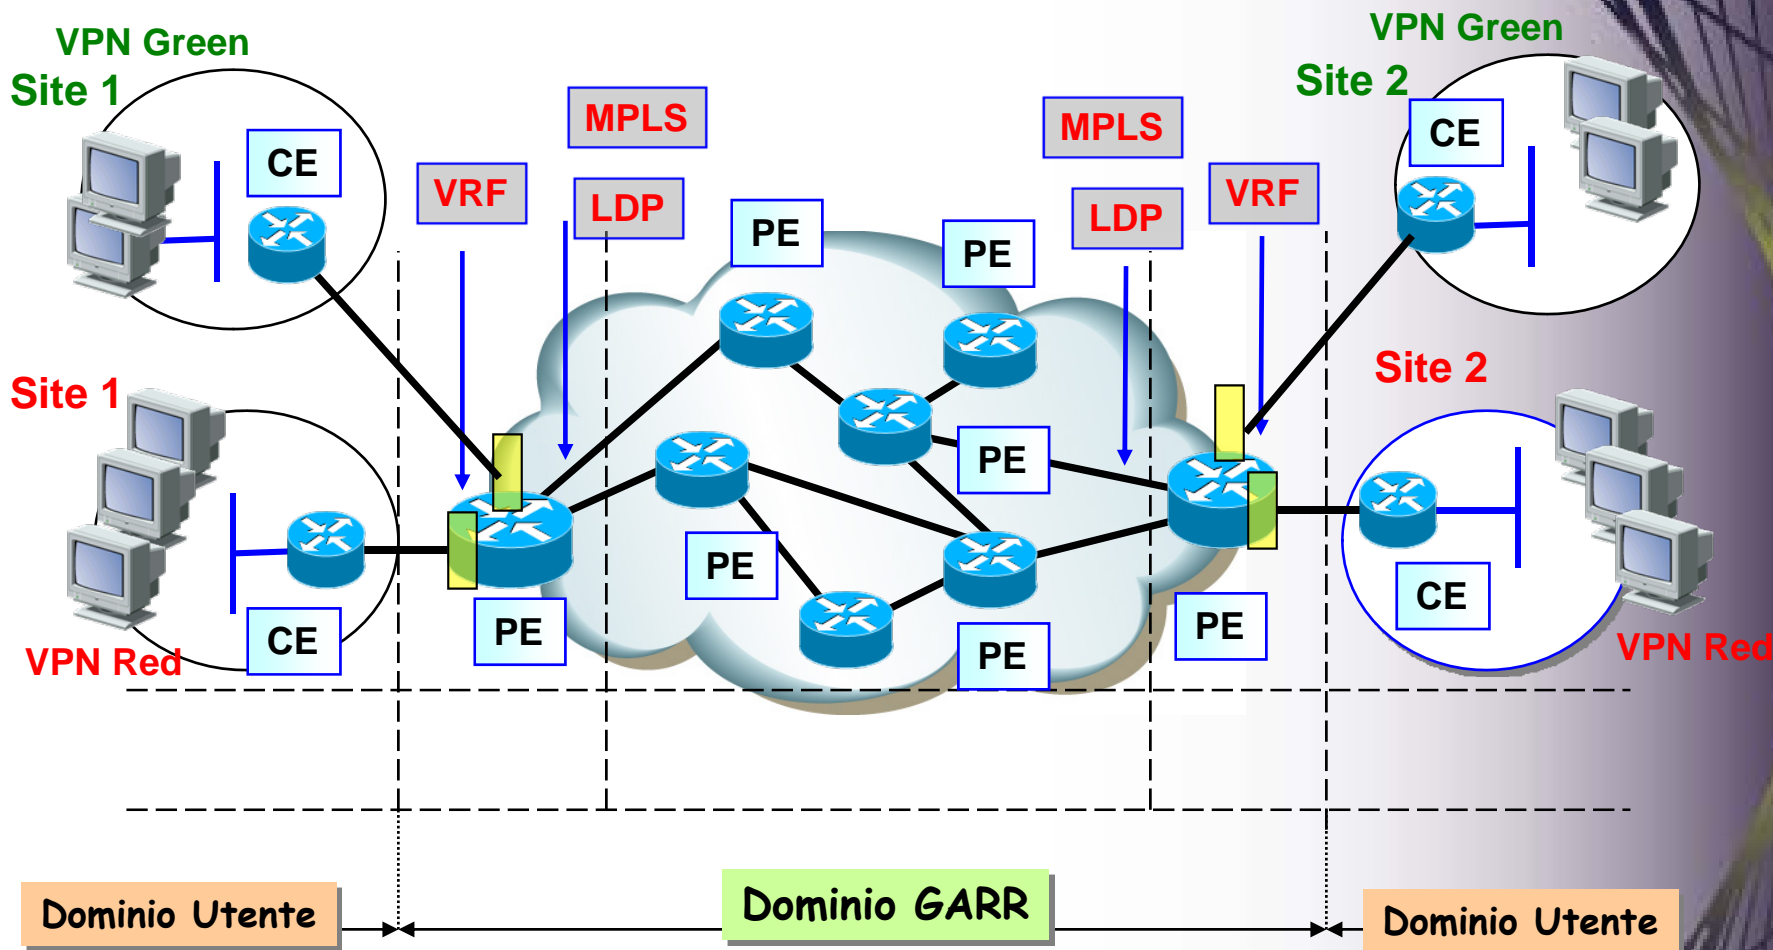 VPN Green
VPN Green
Site 1
Site 2
MPLS
MPLS
CE
CE
VRF
LDP
LDP
VRF
PE
PE
Site 1
Site 2
PE
PE
CE
PE
PE
PE
CE
VPN Red
VPN Red
Dominio Utente
Dominio GARR
Dominio Utente